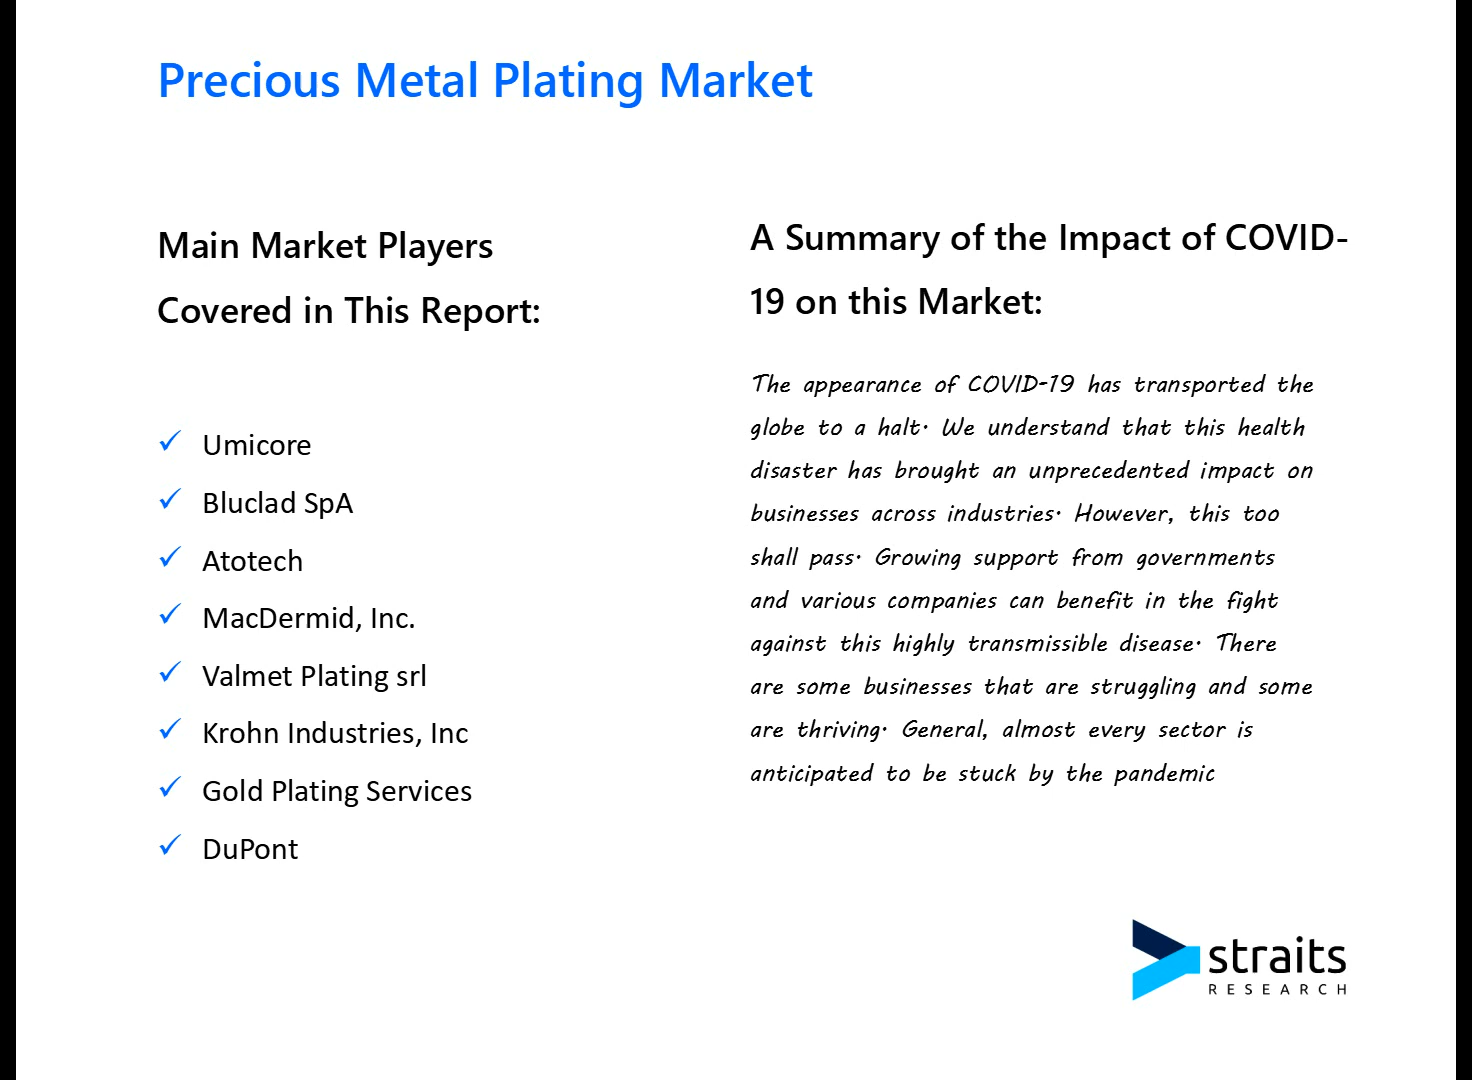 Precious Metal Plating Market
Main Market Players
Covered in This Report:
Umicore
Bluclad SpA
Atotech
MacDermid, Inc.
Valmet Plating srl
Krohn Industries, Inc
Gold Plating Services
DuPont
A Summary of the Impact of COVID-
19 on this Market:
The appearance of COVID-19 has transported the
globe to a halt. We understand that this health
disaster has brought an unprecedented impact on
businesses across industries. However, this too
shall pass. Growing support from governments
and various companies can benefit in the fight
against this highly transmissible disease. There
are some businesses that are struggling and some
are thriving. General, almost every sector is
anticipated to be stuck by the pandemic
straits
RESEARCH